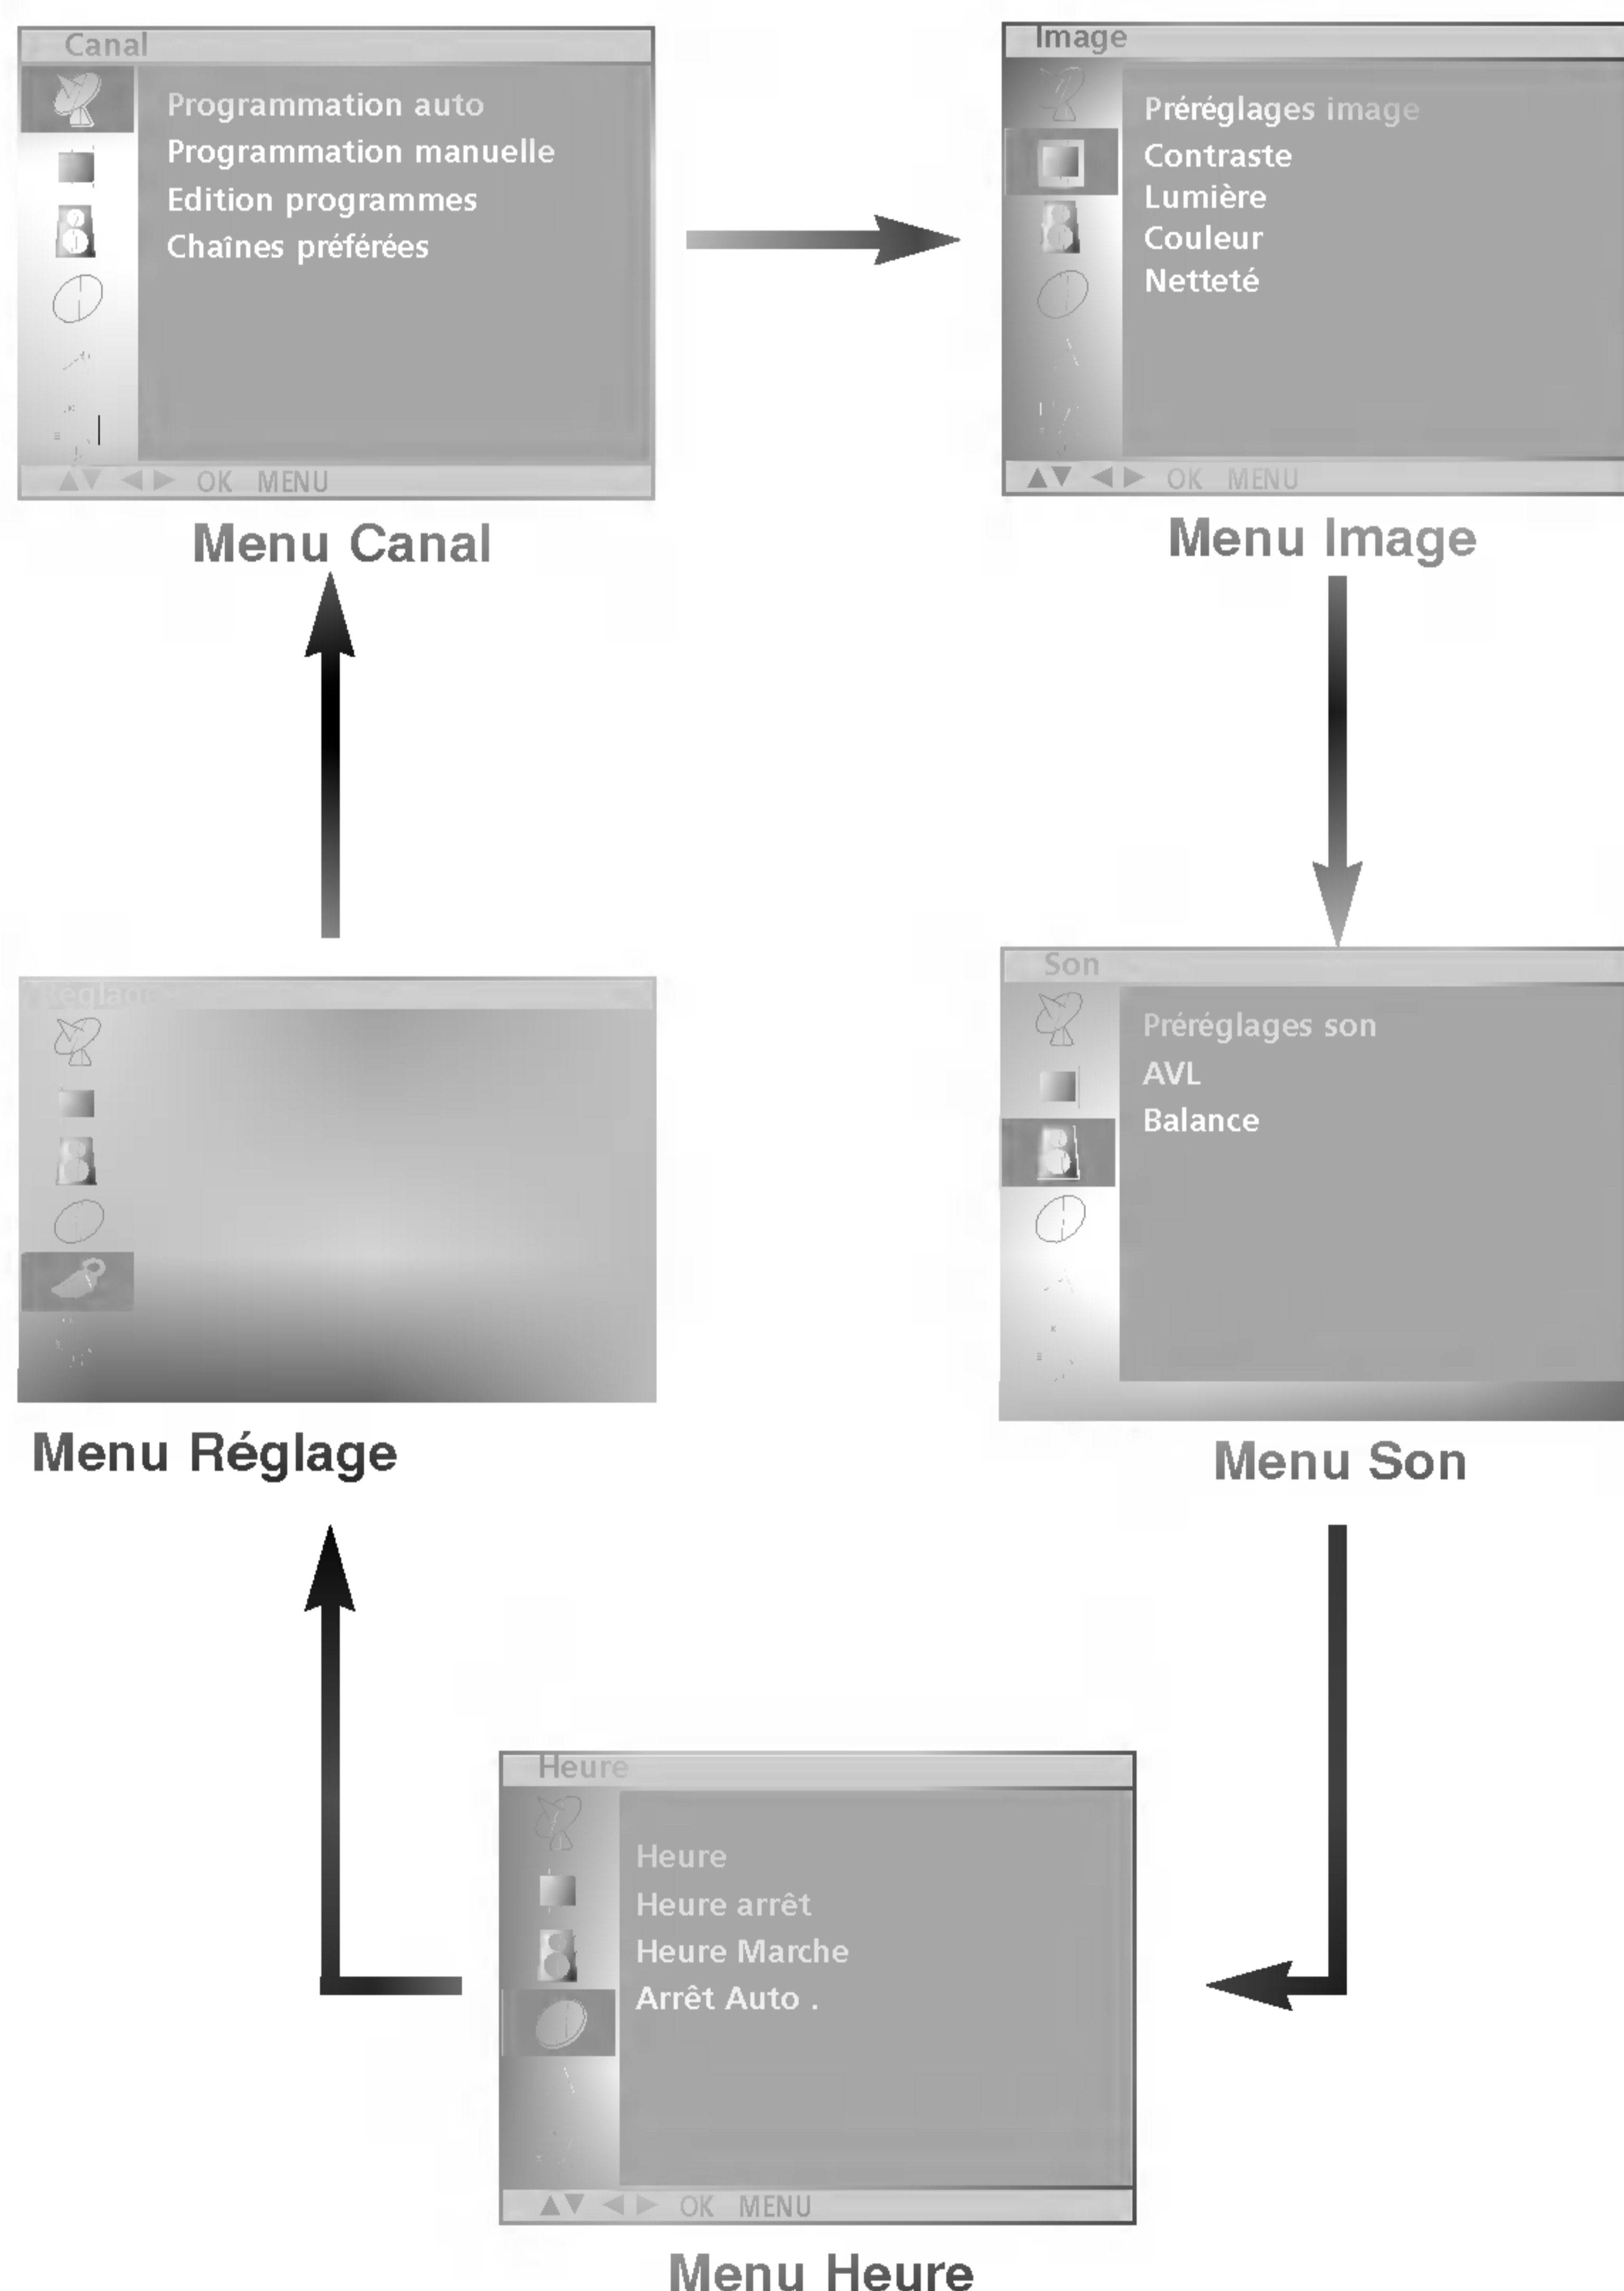 Canal
Programmation auto
Programmation manuelle
Edition programmes
Chaînes préférées
▲▼ ◀▶ OK MENU
Menu Canal
Image
Préréglages image
Contraste
Lumière
Couleur
Netteté
▲▼ ◀▶ OK MENU
Menu Image
Réglage
Menu Réglage
Son
Préréglages son
AVL
Balance
Menu Son
Heure
Heure
Heure arrêt
Heure Marche
Arrêt Auto .
▲▼ ◀▶ OK MENU
Menu Heure